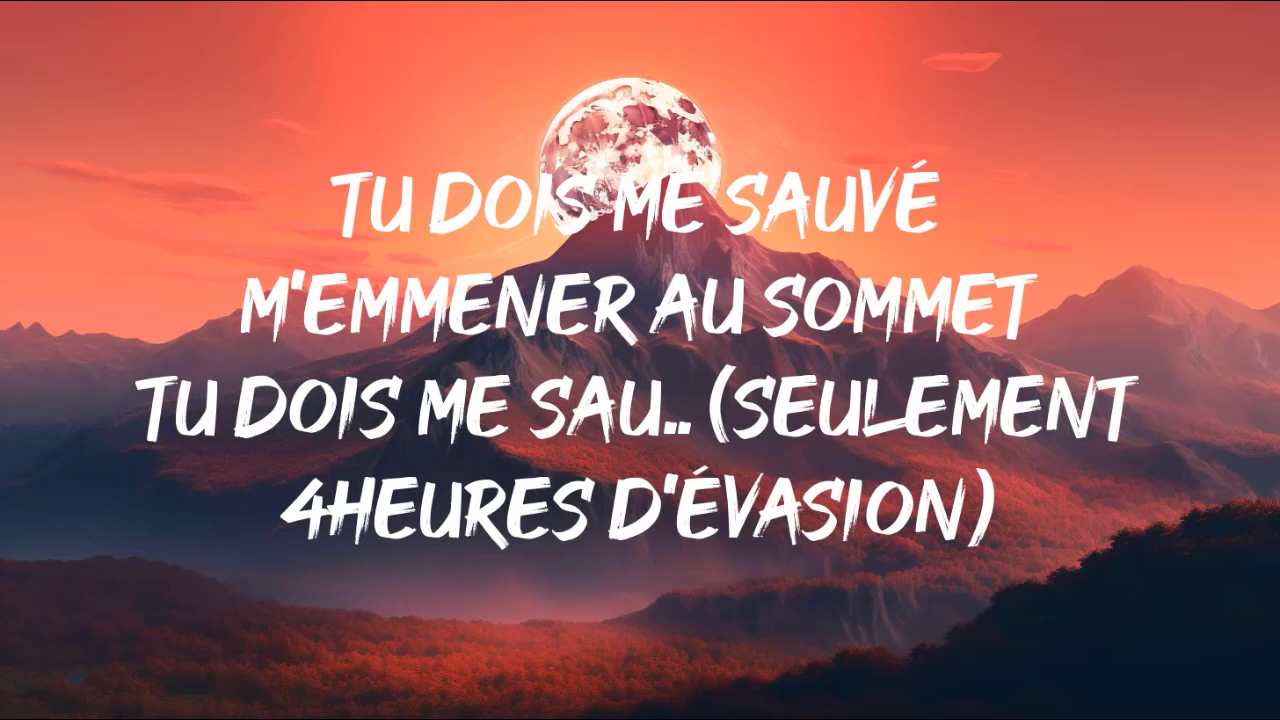 TU DOIS ME SAUVÉ
M'EMMENER AU SOMMET
TU DOIS ME SAU.. (SEULEMENT
4HEURES D'ÉVASION)